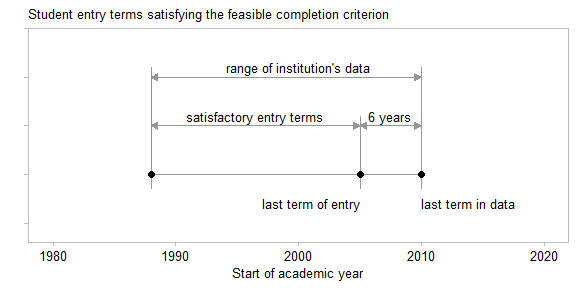 Student entry terms satisfying the feasible completion criterion
range of institution's data
satisfactory entry terms
6 years
last term of entry
last term in data
1980
1990
2000
2010
2020
Start of academic year